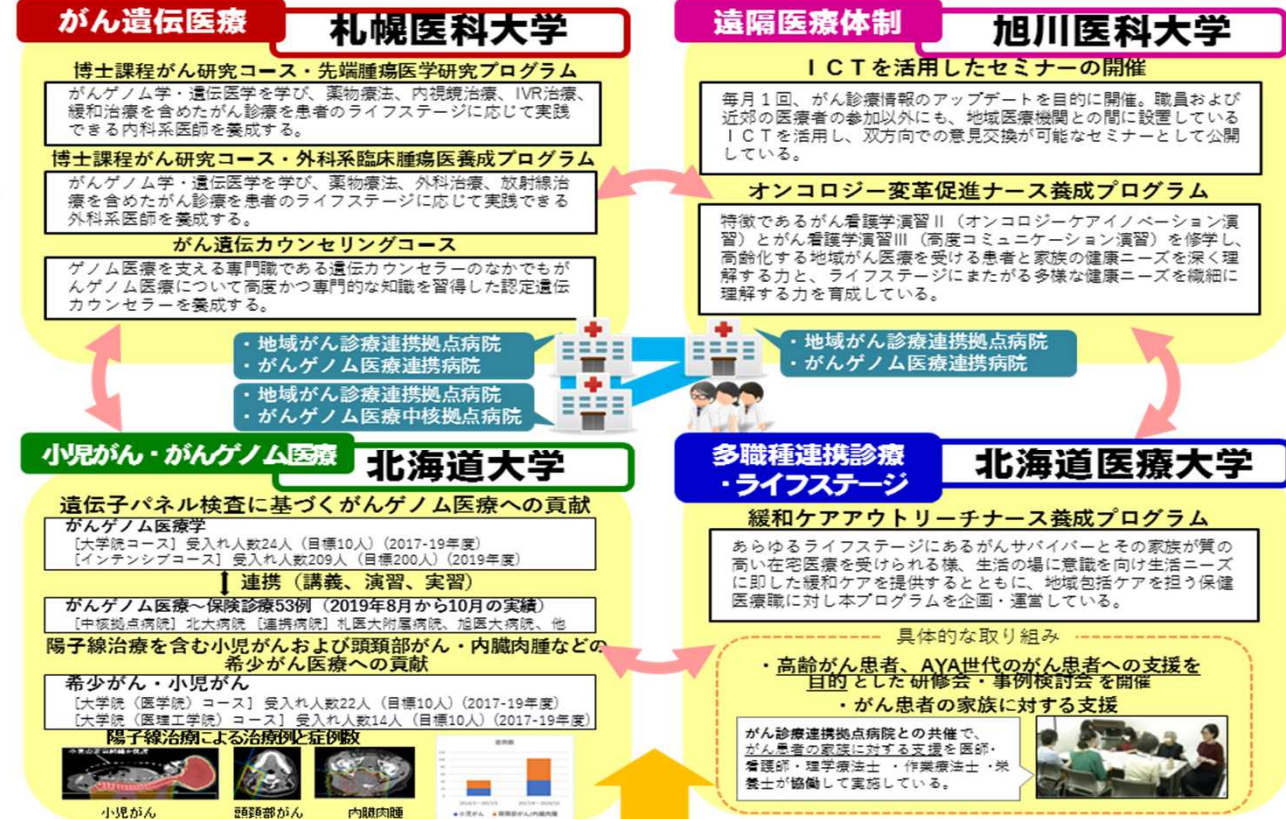 がん遺伝医療
札幌医科大学
博士課程がん研究コース・先端腫瘍医学研究プログラム
がんゲノム学・遺伝医学を学び、薬物療法、内視鏡治療、IVR治療、
緩和治療を含めたがん診療を患者のライフステージに応じて実践
できる内科系医師を養成する。
博士課程がん研究コース・外科系臨床腫瘍医養成プログラム
がんゲノム学・遺伝医学を学び、薬物療法、外科治療、放射線治
療を含めたがん診療を患者のライフステージに応じて実践できる
外科系医師を養成する。
がん遺伝カウンセリングコース
ゲノム医療を支える専門職である遺伝カウンセラーのなかでもが
んゲノム医療について高度かつ専門的な知識を習得した認定遺伝
カウンセラーを養成する。
遠隔医療体制
旭川医科大学
ＩＣＴを活用したセミナーの開催
毎月１回、がん診療情報のアップデートを目的に開催。職員および
近郊の医療者の参加以外にも、地域医療機関との間に設置している
ＩＣＴを活用し、双方向での意見交換が可能なセミナーとして公開
している。
オンコロジー変革促進ナース養成プログラム
特徴であるがん看護学演習Ⅱ（オンコロジーケアイノベーション演
習）とがん看護学演習Ⅲ（高度コミュニケーション演習）を修学し、
高齢化する地域がん医療を受ける患者と家族の健康ニーズを深く理
解する力と、ライフステージにまたがる多様な健康ニーズを繊細に
理解する力を育成している。
・地域がん診療連携拠点病院
・がんゲノム医療連携病院
・地域がん診療連携拠点病院
・がんゲノム医療中核拠点病院
・地域がん診療連携拠点病院
・がんゲノム医療連携病院
小児がん・がんゲノム医療
北海道大学
遺伝子パネル検査に基づくがんゲノム医療への貢献
がんゲノム医療学
［大学院コース］受入れ人数24人（目標10人）（2017-19年度）
［インテンシブコース］受入れ人数209人（目標200人）（2019年度）
連携（講義、演習、実習）
がんゲノム医療～保険診療53例（2019年8月から10月の実績）
［中核拠点病院］北大病院 ［連携病院］札医大附属病院、旭医大病院、他
陽子線治療を含む小児がんおよび頭頸部がん・内臓肉腫などの
希少がん医療への貢献
希少がん・小児がん
［大学院（医学院）コース］受入れ人数22人（目標10人）（2017-19年度）
［大学院（医理工学院）コース］受入れ人数14人（目標10人）（2017-19年度）
陽子線治療による治療例と症例数
症例数
小児がん
頭頸部がん
内臓肉腫
小児がん
頭頸部がん/内臓肉腫
多職種連携診療
・ライフステージ
北海道医療大学
緩和ケアアウトリーチナース養成プログラム
あらゆるライフステージにあるがんサバイバーとその家族が質の
高い在宅医療を受けられる様、生活の場に意識を向け生活ニーズ
に即した緩和ケアを提供するとともに、地域包括ケアを担う保健
医療職に対し本プログラムを企画・運営している。
具体的な取り組み
・高齢がん患者、AYA世代のがん患者への支援を
目的とした研修会・事例検討会を開催
・がん患者の家族に対する支援
がん診療連携拠点病院との共催で、
がん患者の家族に対する支援を医師・
看護師・理学療法士・作業療法士・栄
養士が協働して実施している。